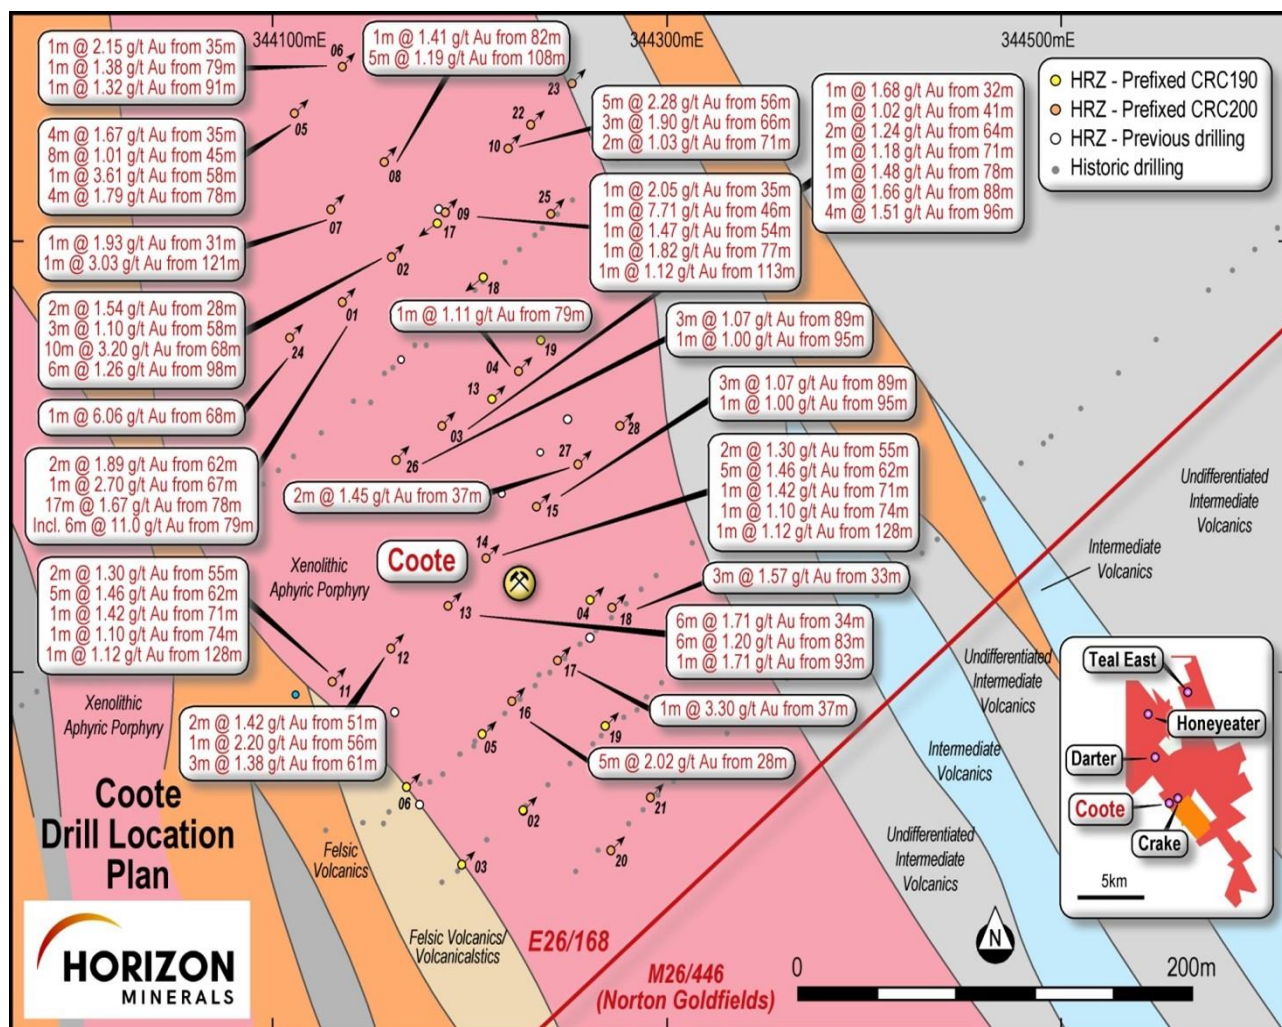 344100mE
344300mE
344500mE
1m @ 2.15 g/t Au from 35m
1m @ 1.38 g/t Au from 79m
1m @ 1.32 g/t Au from 91m
06
1m @ 1.41 g/t Au from 82m
5m @ 1.19 g/t Au from 108m
23
HRZ - Prefixed CRC190
HRZ - Prefixed CRC200
HRZ - Previous drilling
Historic drilling
4m @ 1.67 g/t Au from 35m
8m @ 1.01 g/t Au from 45m
1m @ 3.61 g/t Au from 58m
4m @ 1.79 g/t Au from 78m
05
08
22
10
5m @ 2.28 g/t Au from 56m
3m @ 1.90 g/t Au from 66m
2m @ 1.03 g/t Au from 71m
1m @ 1.68 g/t Au from 32m
1m @ 1.02 g/t Au from 41m
2m @ 1.24 g/t Au from 64m
1m @ 1.18 g/t Au from 71m
1m @ 1.48 g/t Au from 78m
1m @ 1.66 g/t Au from 88m
4m @ 1.51 g/t Au from 96m
1m @ 1.93 g/t Au from 31m
1m @ 3.03 g/t Au from 121m
07
09
17
25
1m @ 2.05 g/t Au from 35m
1m @ 7.71 g/t Au from 46m
1m @ 1.47 g/t Au from 54m
1m @ 1.82 g/t Au from 77m
1m @ 1.12 g/t Au from 113m
2m @ 1.54 g/t Au from 28m
3m @ 1.10 g/t Au from 58m
10m @ 3.20 g/t Au from 68m
6m @ 1.26 g/t Au from 98m
02
01
24
18
1m @ 1.11 g/t Au from 79m
19
04
13
3m @ 1.07 g/t Au from 89m
1m @ 1.00 g/t Au from 95m
1m @ 6.06 g/t Au from 68m
03
26
27
28
3m @ 1.07 g/t Au from 89m
1m @ 1.00 g/t Au from 95m
2m @ 1.89 g/t Au from 62m
1m @ 2.70 g/t Au from 67m
17m @ 1.67 g/t Au from 78m
Incl. 6m @ 11.0 g/t Au from 79m
2m @ 1.45 g/t Au from 37m
15
2m @ 1.30 g/t Au from 55m
5m @ 1.46 g/t Au from 62m
1m @ 1.42 g/t Au from 71m
1m @ 1.10 g/t Au from 74m
1m @ 1.12 g/t Au from 128m
Undifferentiated
Intermediate
Volcanics
Intermediate
Volcanics
Xenolithic
Aphyric Porphyry
Coote
14
2m @ 1.30 g/t Au from 55m
5m @ 1.46 g/t Au from 62m
1m @ 1.42 g/t Au from 71m
1m @ 1.10 g/t Au from 74m
1m @ 1.12 g/t Au from 128m
13
04
18
3m @ 1.57 g/t Au from 33m
6m @ 1.71 g/t Au from 34m
6m @ 1.20 g/t Au from 83m
1m @ 1.71 g/t Au from 93m
12
11
17
Undifferentiated
Intermediate
Volcanics
Xenolithic
Aphyric Porphyry
2m @ 1.42 g/t Au from 51m
1m @ 2.20 g/t Au from 56m
3m @ 1.38 g/t Au from 61m
16
05
19
1m @ 3.30 g/t Au from 37m
5m @ 2.02 g/t Au from 28m
Intermediate
Volcanics
Teal East
Honeyeater
Darter
Coote
Crake
5km
Coote
Drill Location
Plan
06
02
21
Felsic
Volcanics
03
20
Undifferentiated
Intermediate
Volcanics
HORIZON
MINERALS
Felsic Volcanics/
Volcanicalstics
E26/168
M26/446
(Norton Goldfields)
N
0
200m